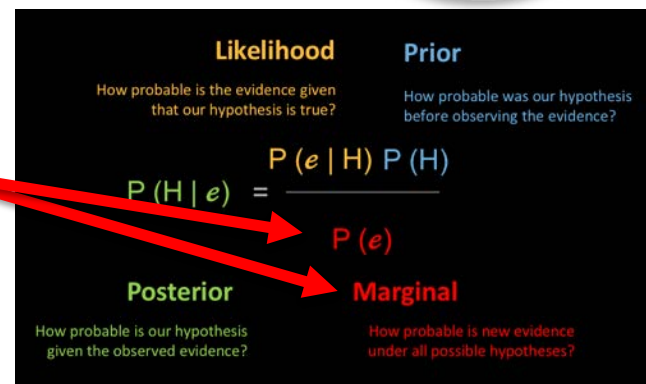 Likelihood
How probable is the evidence given
that our hypothesis is true?
Prior
How probable was our hypothesis
before observing the evidence?
P (e | H) P (H)
P (H | e) =
P (e)
Posterior
How probable is our hypothesis
given the observed evidence?
Marginal
How probable is new evidence
under all possible hypotheses?